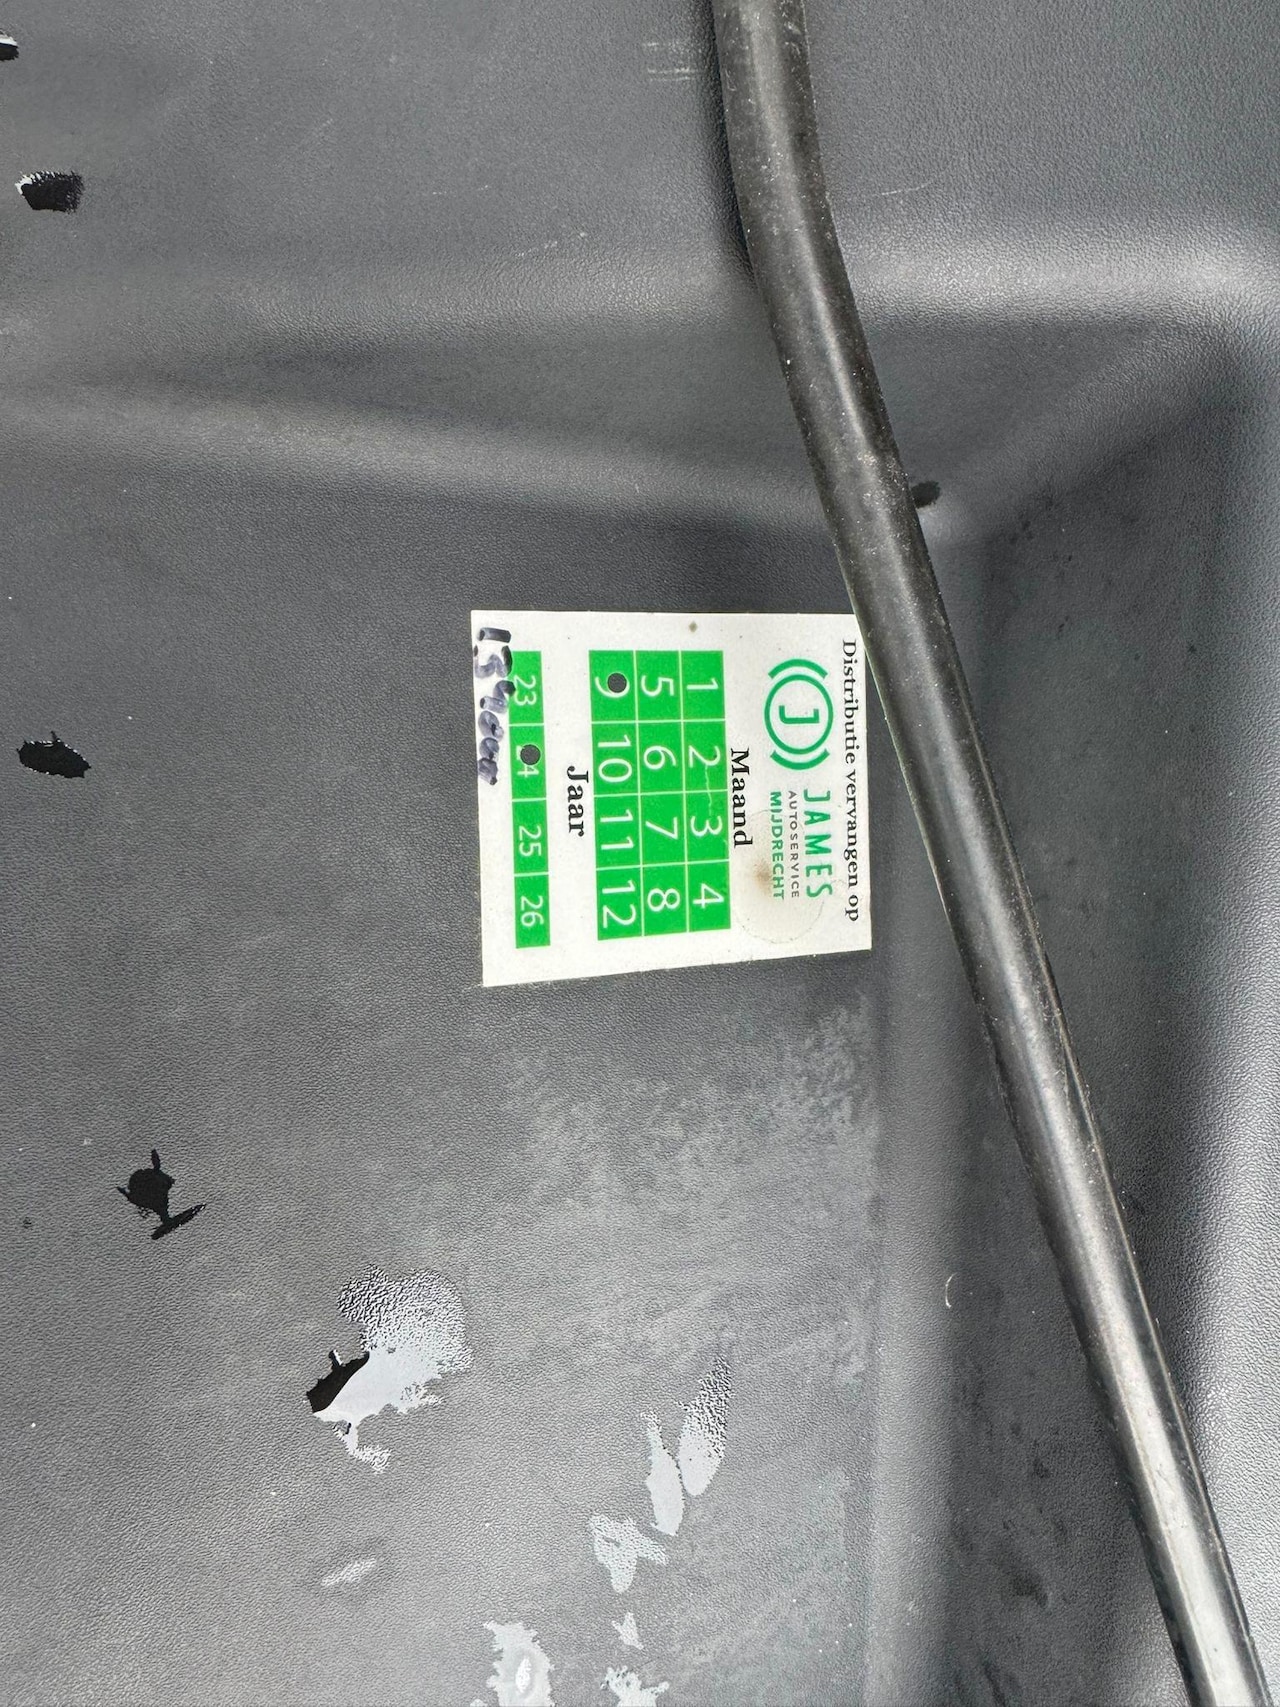 Distributie vervangen op
J
JAMES
AUTOSERVICE
MIJDRECHT
Maand
1 2 3 4
5 6 7 8
9 10 11 12
Jaar
23 24 25 26